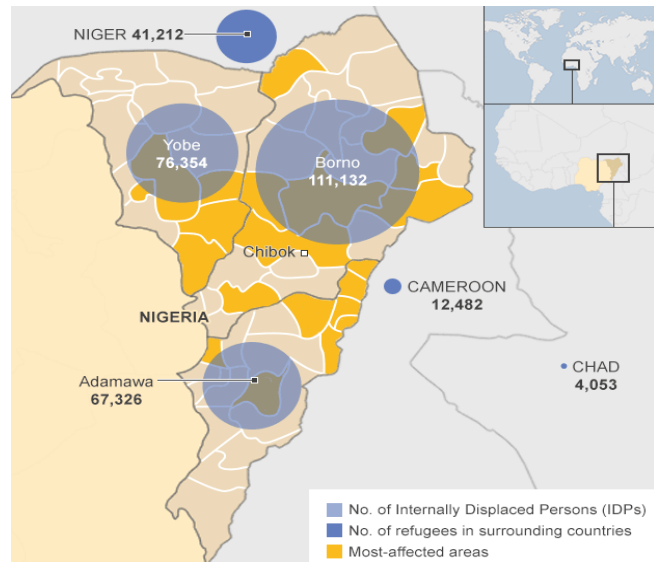 NIGER 41,212
Yobe
76,354
Borno
111,132
Chibok
CAMEROON
12,482
NIGERIA
CHAD
4,053
Adamawa
67,326
No. of Internally Displaced Persons (IDPs)
No. of refugees in surrounding countries
Most-affected areas